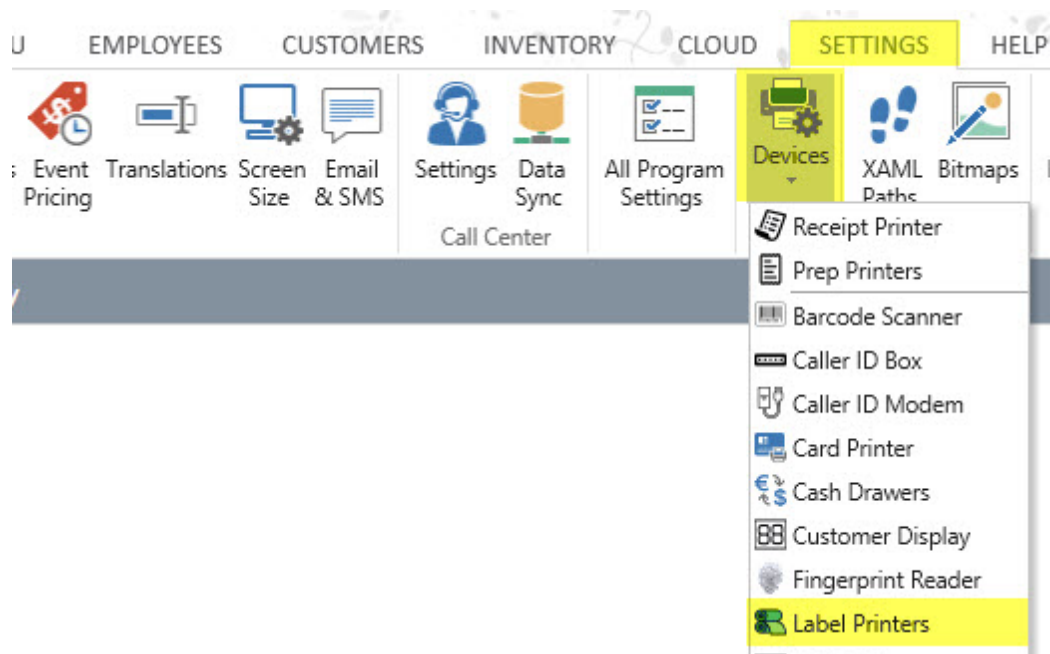 U EMPLOYEES CUSTOMERS INVENTORY CLOUD SETTINGS HELP
Event Pricing
Translations
Screen Size
Email & SMS
Settings
Data Sync
Call Center
All Program Settings
Devices
XAML Paths
Bitmaps
Receipt Printer
Prep Printers
Barcode Scanner
Caller ID Box
Caller ID Modem
Card Printer
Cash Drawers
Customer Display
Fingerprint Reader
Label Printers